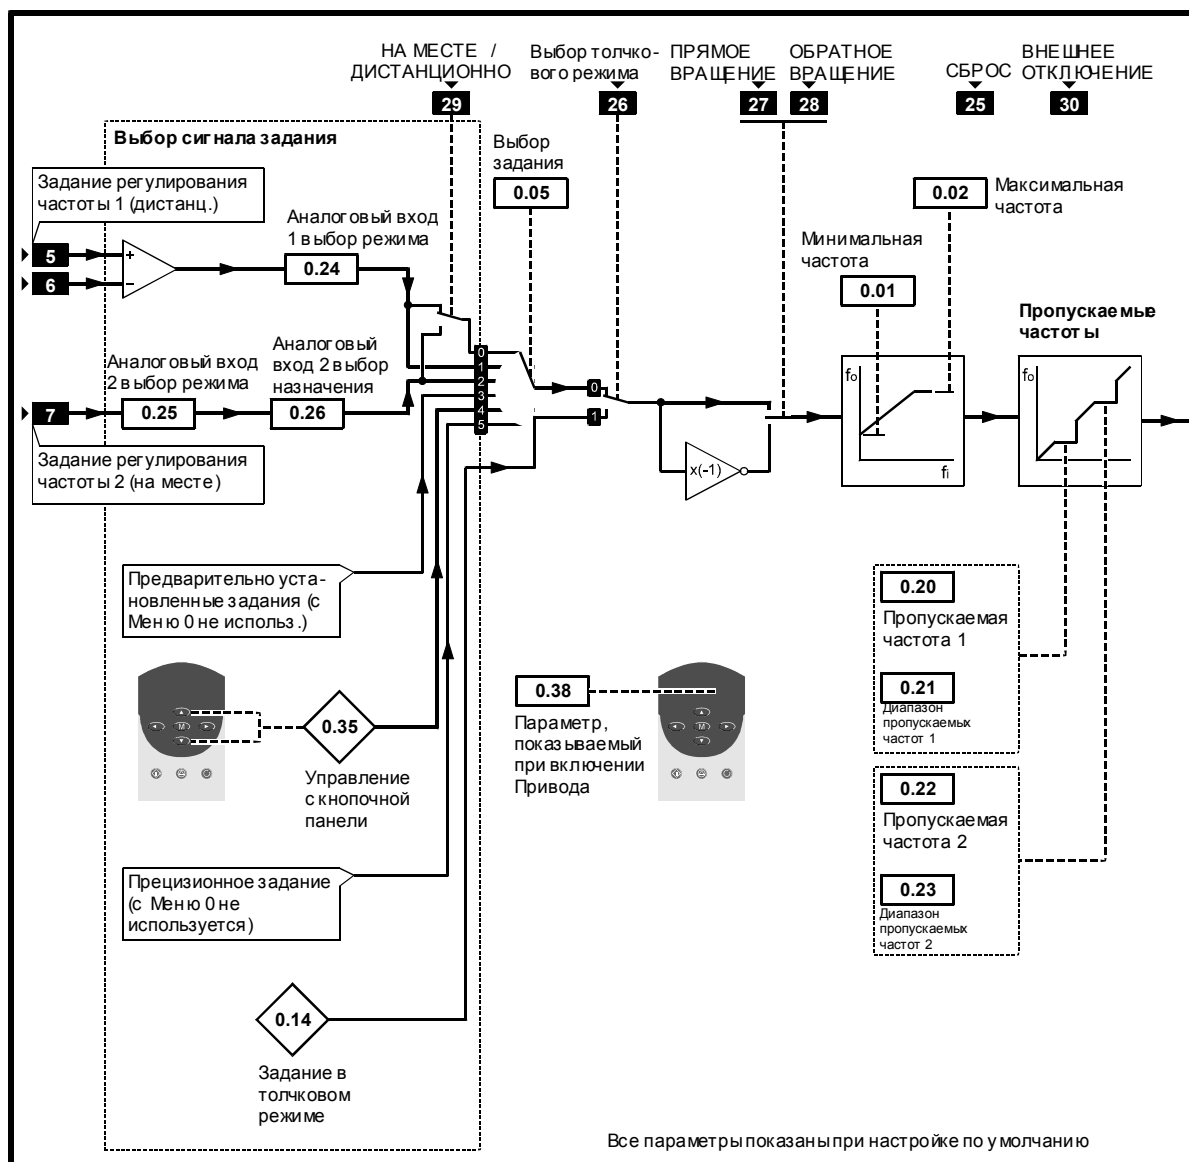 НА МЕСТЕ /
ДИСТАНЦИОННО
29
Выбор толчко-
вого режима
26
ПРЯМОЕ
ВРАЩЕНИЕ
27
ОБРАТНОЕ
ВРАЩЕНИЕ
28
СБРОС
25
ВНЕШНЕЕ
ОТКЛЮЧЕНИЕ
30
Выбор сигнала задания
Выбор
задания
0.05
Задание регулирования
частоты 1 (дистанц.)
5
6
+
−
Аналоговый вход
1 выбор режима
0.24
0.02
Максимальная
частота
Минимальная
частота
0.01
Пропускаемые
частоты
fo
fi
fo
Аналоговый вход
2 выбор режима
0.25
Аналоговый
вход 2 выбор
назначения
0.26
7
Задание регулирования
частоты 2 (на месте)
0
1
2
3
4
5
0
1
x(-1)
Предварительно уста-
новленные задания (с
Меню 0 не использ.)
M
0.35
Управление
с кнопочной
панели
0.38
Параметр,
показываемый
при включении
Привода
M
0.20
Пропускаемая
частота 1
0.21
Диапазон
пропускаемых
частот 1
0.22
Пропускаемая
частота 2
0.23
Диапазон
пропускаемых
частот 2
Прецизионное задание
(с Меню 0 не
используется)
0.14
Задание в
толчковом
режиме
Все параметры показаны при настройке по умолчанию